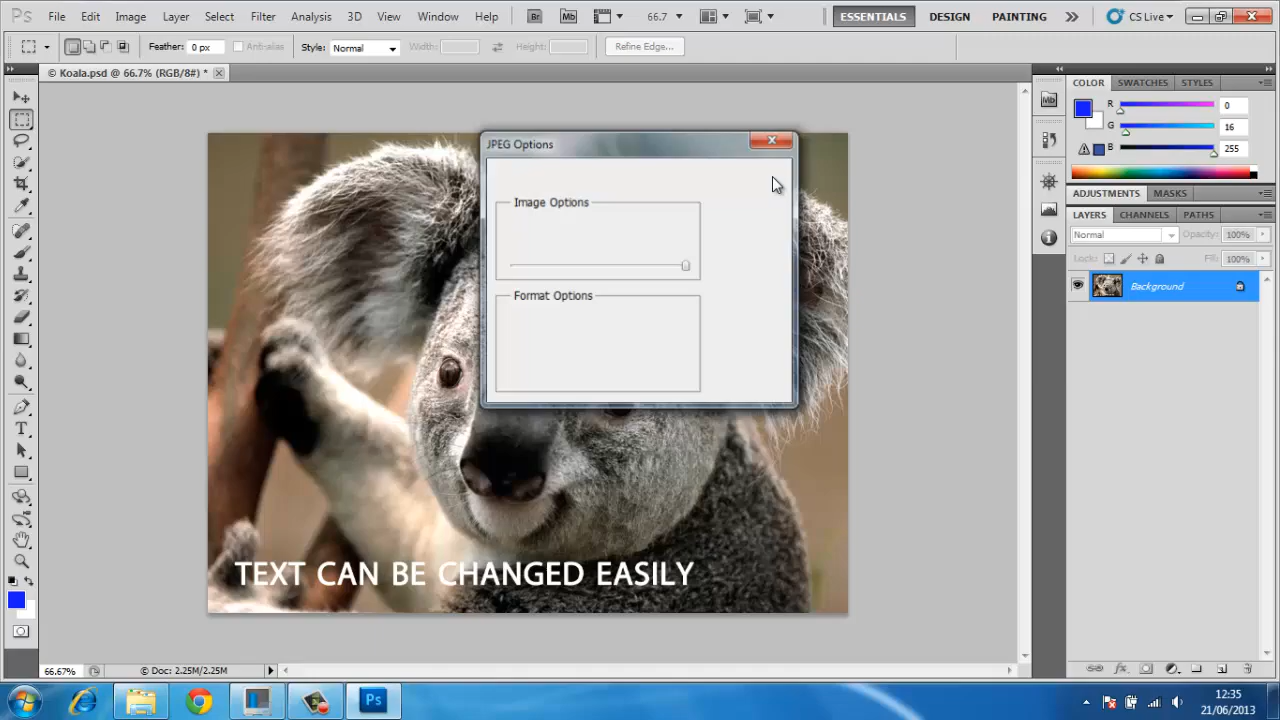 Ps File Edit Image Layer Select Filter Analysis 3D View Window Help Br Mb 66.7 ESSENTIALS DESIGN PAINTING CS Live
Feather: 0 px Anti-alias Style: Normal Width: Height: Refine Edge...
© Koala.psd @ 66.7% (RGB/8#) *
COLOR SWATCHES STYLES
Mb
R 0
G 16
B 255
ADJUSTMENTS MASKS
LAYERS CHANNELS PATHS
Normal Opacity: 100%
Lock: Fill: 100%
Background
JPEG Options
Image Options
Format Options
TEXT CAN BE CHANGED EASILY
66.67% © Doc: 2.25M/2.25M
Ps
12:35
21/06/2013